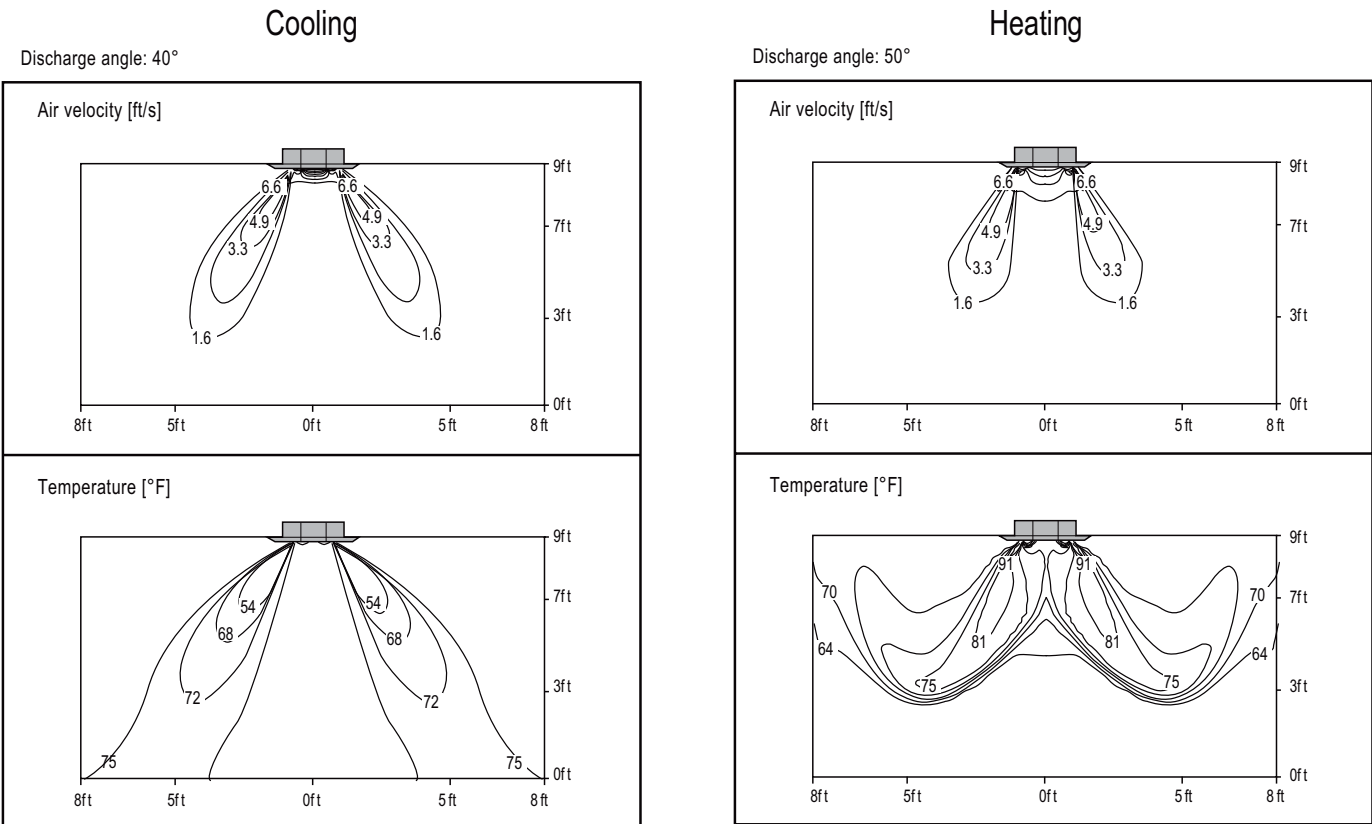 Cooling
Discharge angle: 40°
Air velocity [ft/s]
9ft
6.6 6.6
7ft
4.9 4.9
3.3 3.3
3ft
1.6 1.6
0ft
8ft 5ft 0ft 5ft 8ft
Temperature [°F]
9ft
7ft
54 54
68 68
3ft
72 72
75 75
0ft
8ft 5ft 0ft 5ft 8ft
Heating
Discharge angle: 50°
Air velocity [ft/s]
9ft
6.6 6.6
7ft
4.9 4.9
3.3 3.3
3ft
1.6 1.6
0ft
8ft 5ft 0ft 5ft 8ft
Temperature [°F]
9ft
91 91
70 70
7ft
81 81
64 64
75 75
3ft
0ft
8ft 5ft 0ft 5ft 8ft